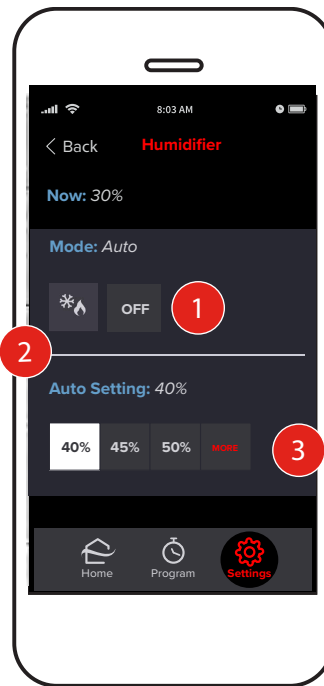 8:03 AM
< Back Humidifier
Now: 30%
Mode: Auto
OFF 1
2
Auto Setting: 40%
40% 45% 50% MORE 3
Home Program Settings